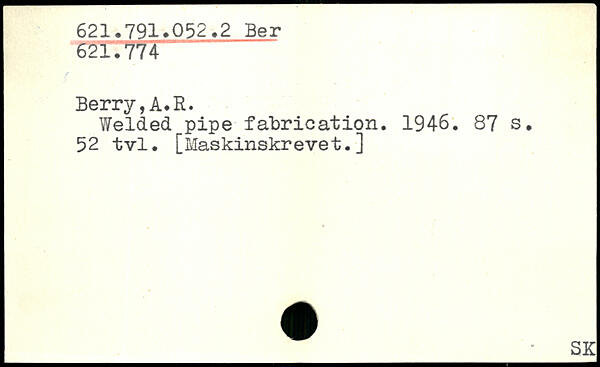 621.791.052.2 Ber
621.774
Berry,A.R.
Welded pipe fabrication. 1946. 87 s.
52 tvl. [Maskinskrevet.]
SK